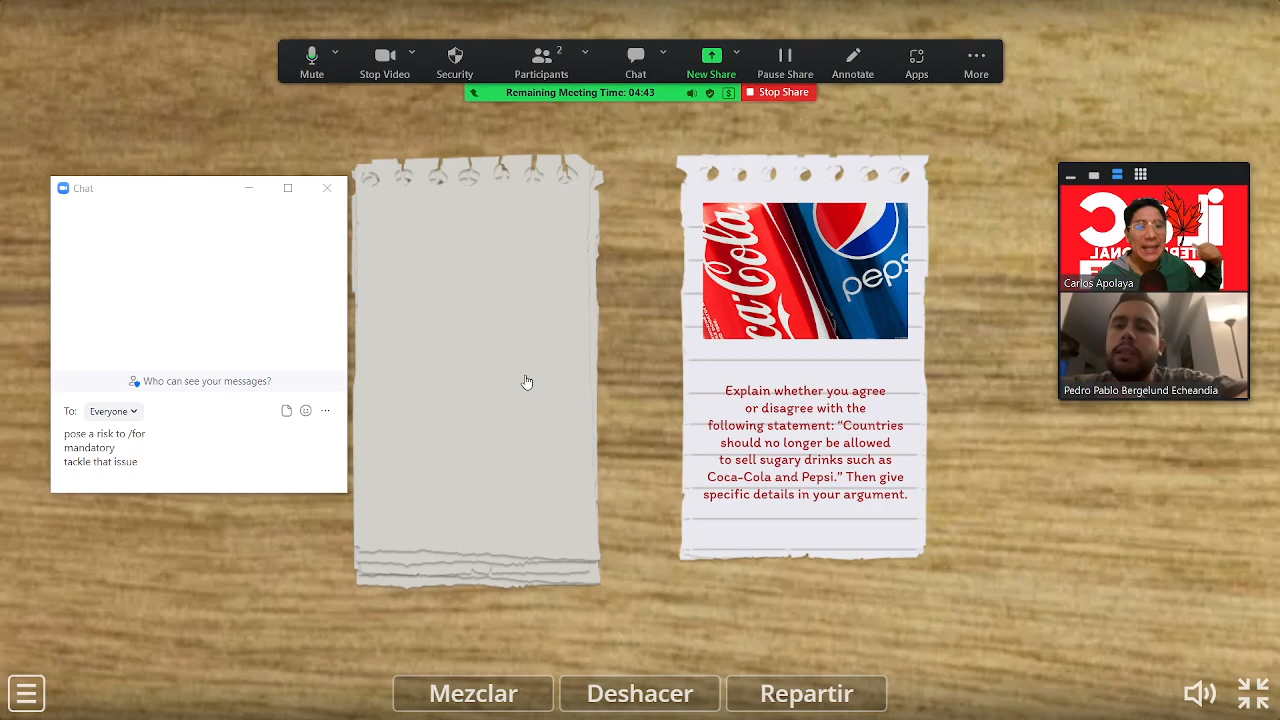 Mute
Stop Video
Security
Participants
2
Chat
New Share
Pause Share
Annotate
Apps
More
Remaining Meeting Time: 04:43
$
Stop Share
Chat
Who can see your messages?
To: Everyone
pose a risk to /for
mandatory
tackle that issue
ca-Cola
pepsi
Explain whether you agree
or disagree with the
following statement: “Countries
should no longer be allowed
to sell sugary drinks such as
Coca-Cola and Pepsi.” Then give
specific details in your argument.
ilac
Carlos Apolaya
Pedro Pablo Bergelund Echeandia
Mezclar
Deshacer
Repartir